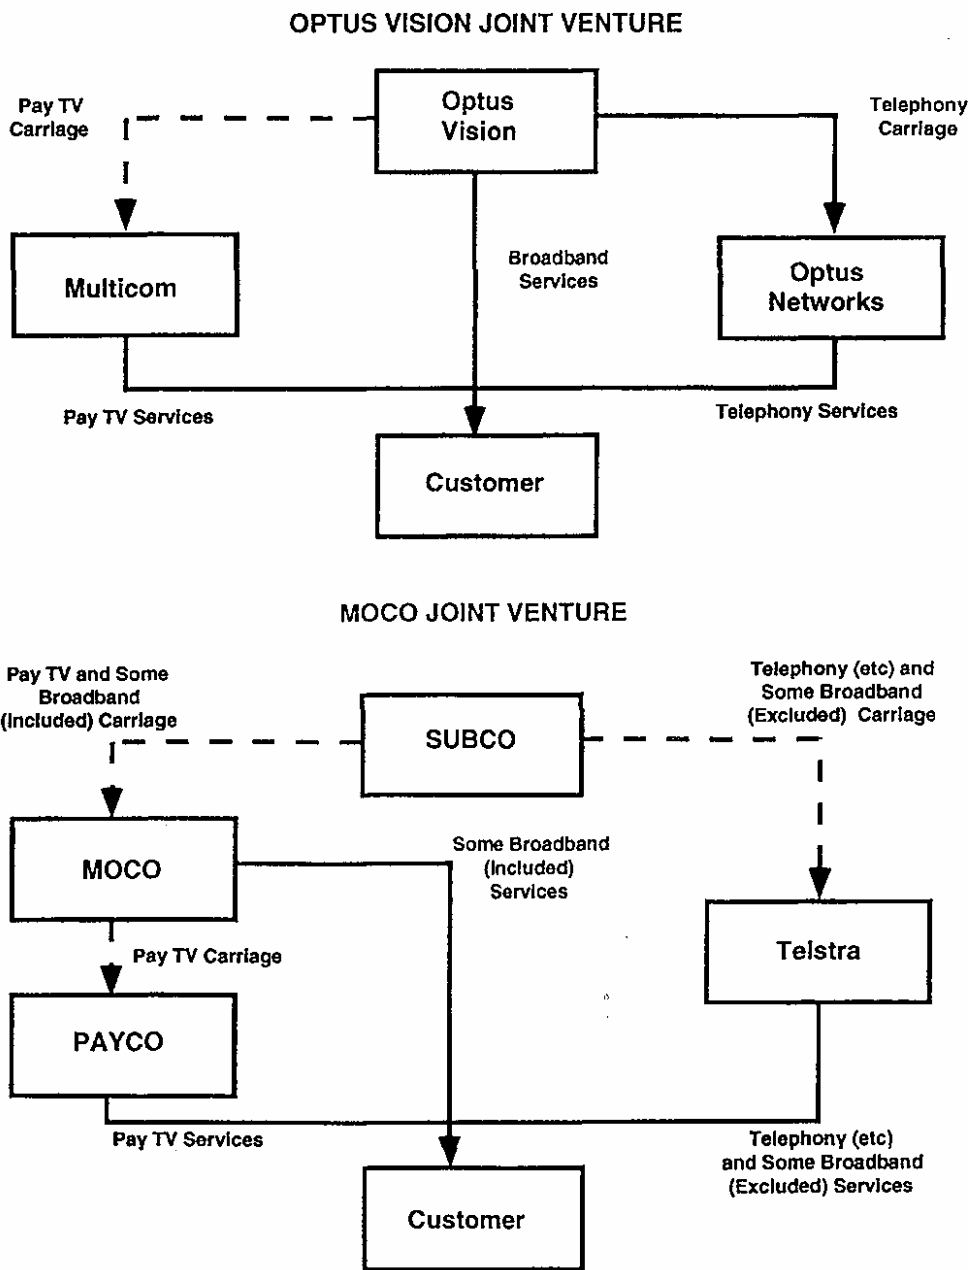 OPTUS VISION JOINT VENTURE
Pay TV
Carriage
Optus
Vision
Telephony
Carriage
Multicom
Broadband
Services
Optus
Networks
Pay TV Services
Telephony Services
Customer
MOCO JOINT VENTURE
Pay TV and Some
Broadband
(Included) Carriage
SUBCO
Telephony (etc) and
Some Broadband
(Excluded) Carriage
MOCO
Some Broadband
(Included)
Services
Pay TV Carriage
Telstra
PAYCO
Pay TV Services
Telephony (etc)
and Some Broadband
(Excluded) Services
Customer